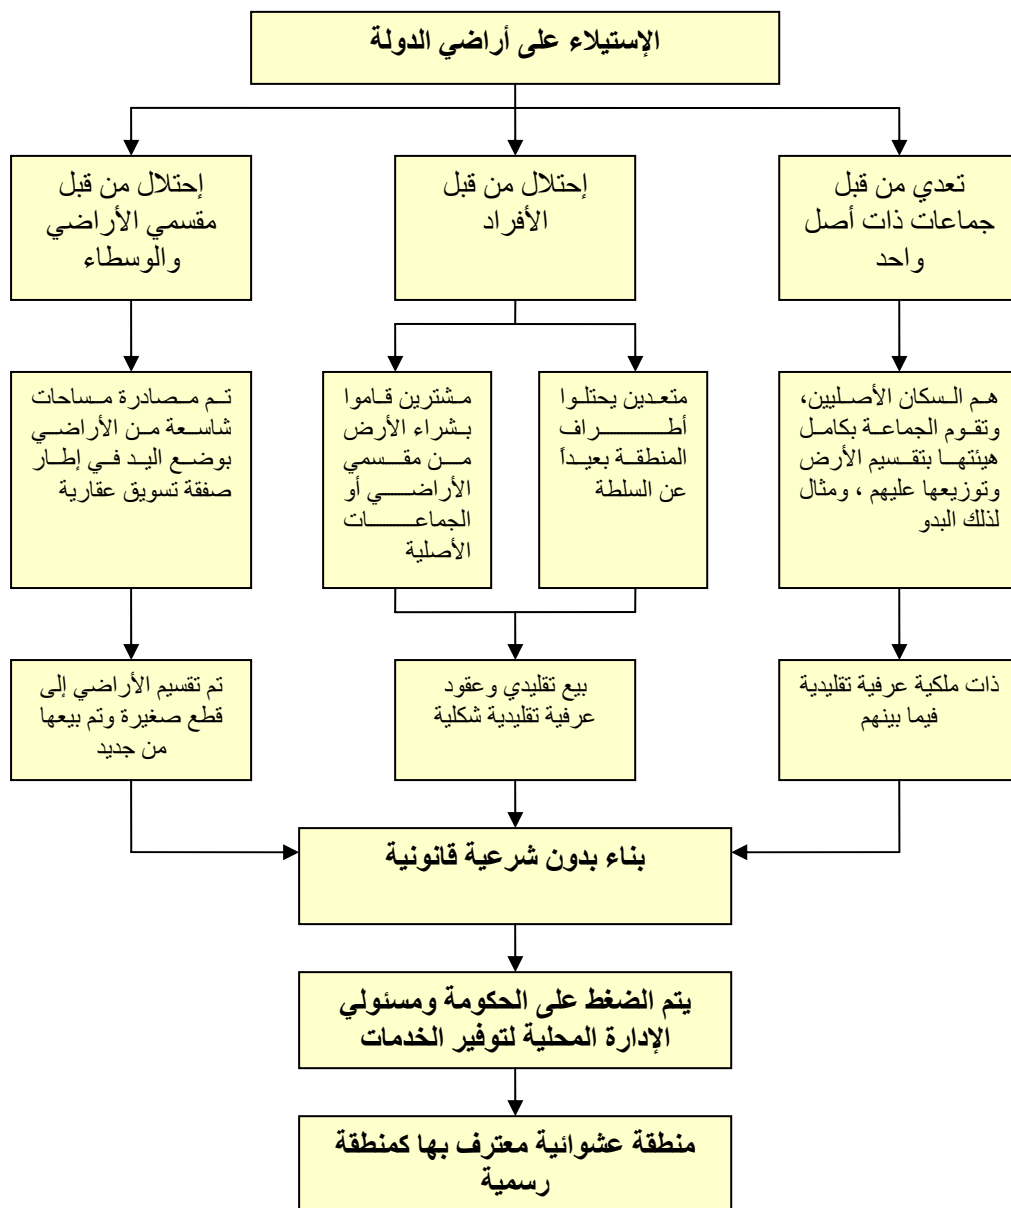 الإستيلاء على أراضي الدولة
تعدي من قبل
جماعات ذات أصل
واحد
إحتلال من قبل
الأفراد
إحتلال من قبل
مقسمي الأراضي
والوسطاء
هم السكان الأصليين،
وتقوم الجماعة بكامل
هيئتها بتقسيم الأرض
وتوزيعها عليهم ، ومثال
لذلك البدو
متعدين يحتلوا
أطراف
المنطقة بعيداً
عن السلطة
مشترين قاموا
بشراء الأرض
من مقسمي
الأراضي أو
الجماعات
الأصلية
تم مصادرة مساحات
شاسعة من الأراضي
بوضع اليد في إطار
صفقة تسويق عقارية
ذات ملكية عرفية تقليدية
فيما بينهم
بيع تقليدي وعقود
عرفية تقليدية شكلية
تم تقسيم الأراضي إلى
قطع صغيرة وتم بيعها
من جديد
بناء بدون شرعية قانونية
يتم الضغط على الحكومة ومسئولي
الإدارة المحلية لتوفير الخدمات
منطقة عشوائية معترف بها كمنطقة
رسمية